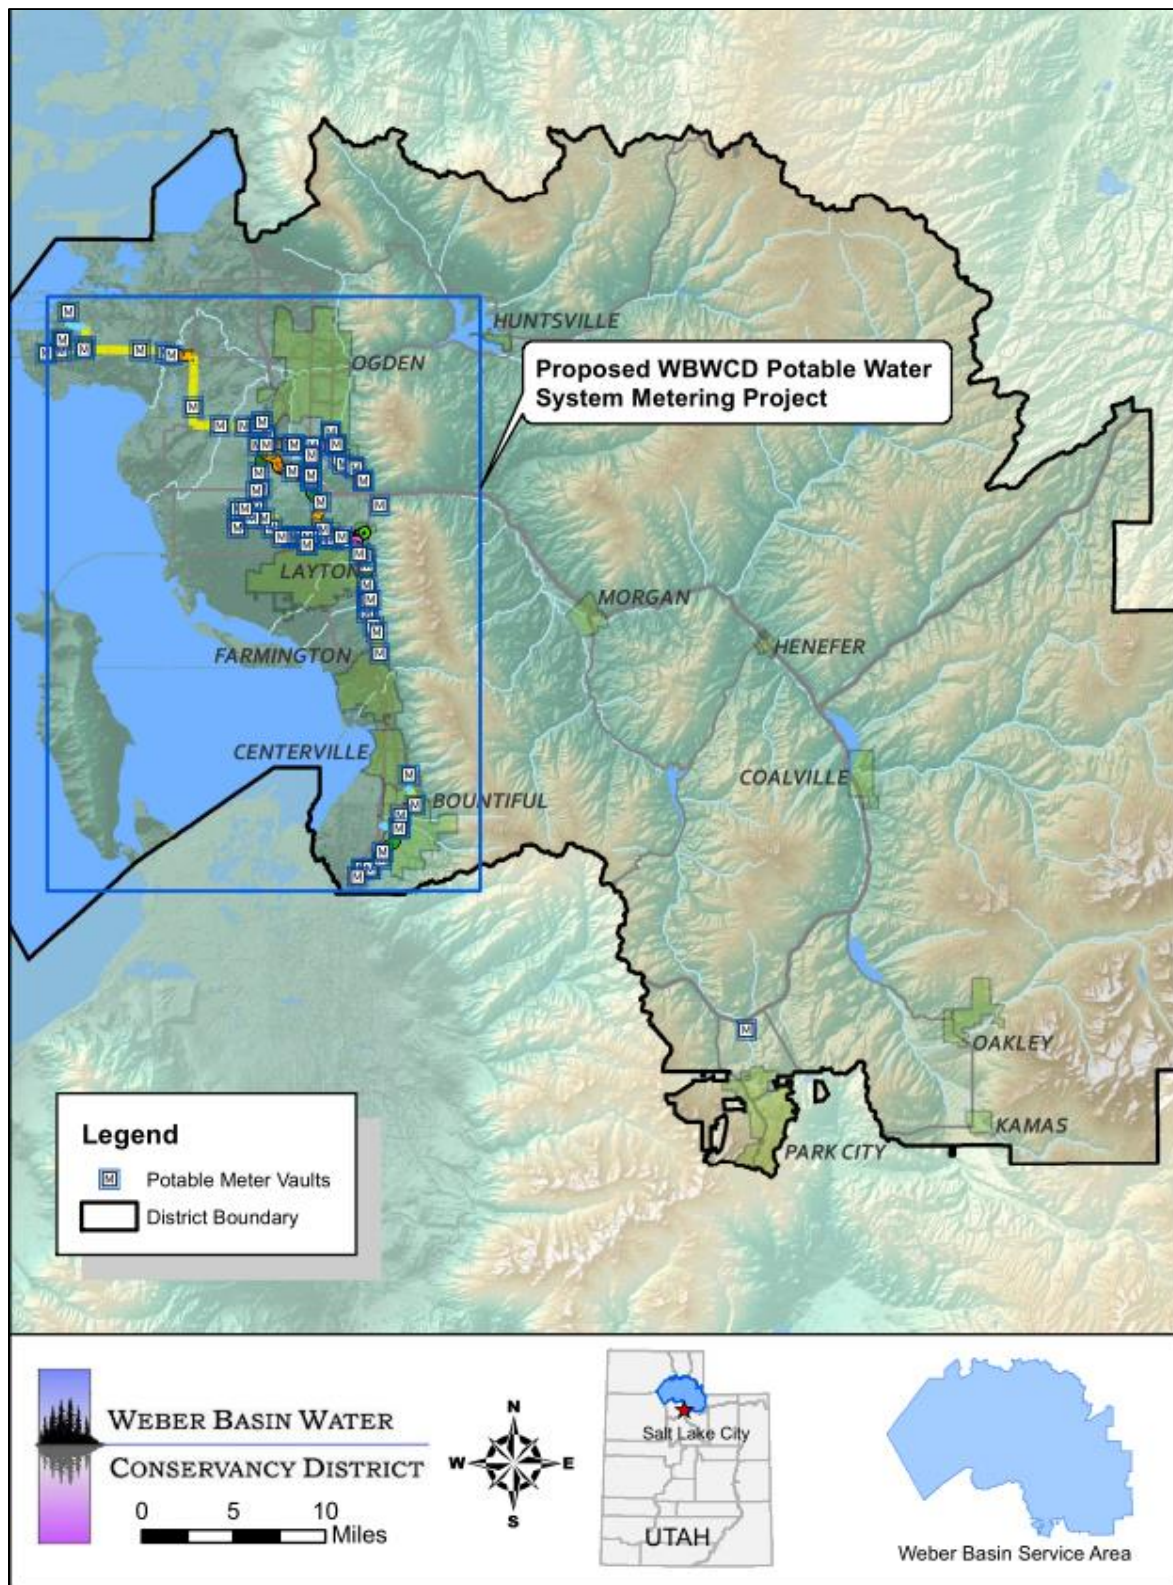 HUNTSVILLE
OGDEN
Proposed WBWCD Potable Water
System Metering Project
LAYTON
MORGAN
HENEFER
FARMINGTON
CENTERVILLE
COALVILLE
BOUNTIFUL
OAKLEY
KAMAS
PARK CITY
Legend
M Potable Meter Vaults
District Boundary
WEBER BASIN WATER
CONSERVANCY DISTRICT
0 5 10
Miles
N
W E
S
Salt Lake City
UTAH
Weber Basin Service Area